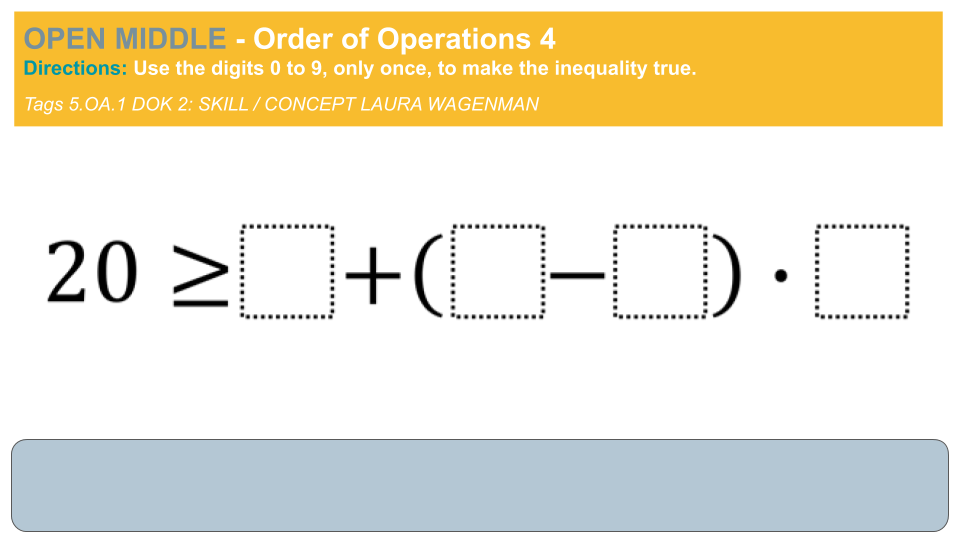 OPEN MIDDLE - Order of Operations 4
Directions: Use the digits 0 to 9, only once, to make the inequality true.
Tags 5.OA.1 DOK 2: SKILL / CONCEPT LAURA WAGENMAN
20 ≥ □ + (□ − □) · □